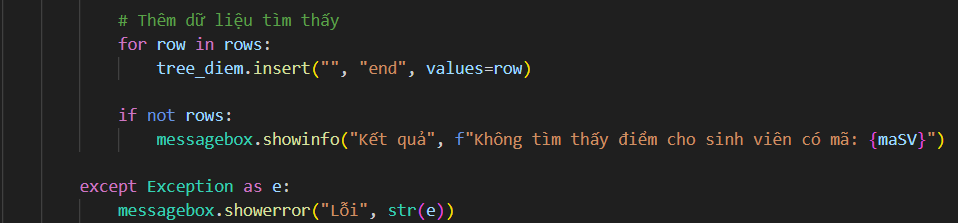 # Thêm dữ liệu tìm thấy
for row in rows:
tree_diem.insert("", "end", values=row)
if not rows:
messagebox.showinfo("Kết quả", f"Không tìm thấy điểm cho sinh viên có mã: {maSV}")
except Exception as e:
messagebox.showerror("Lỗi", str(e))